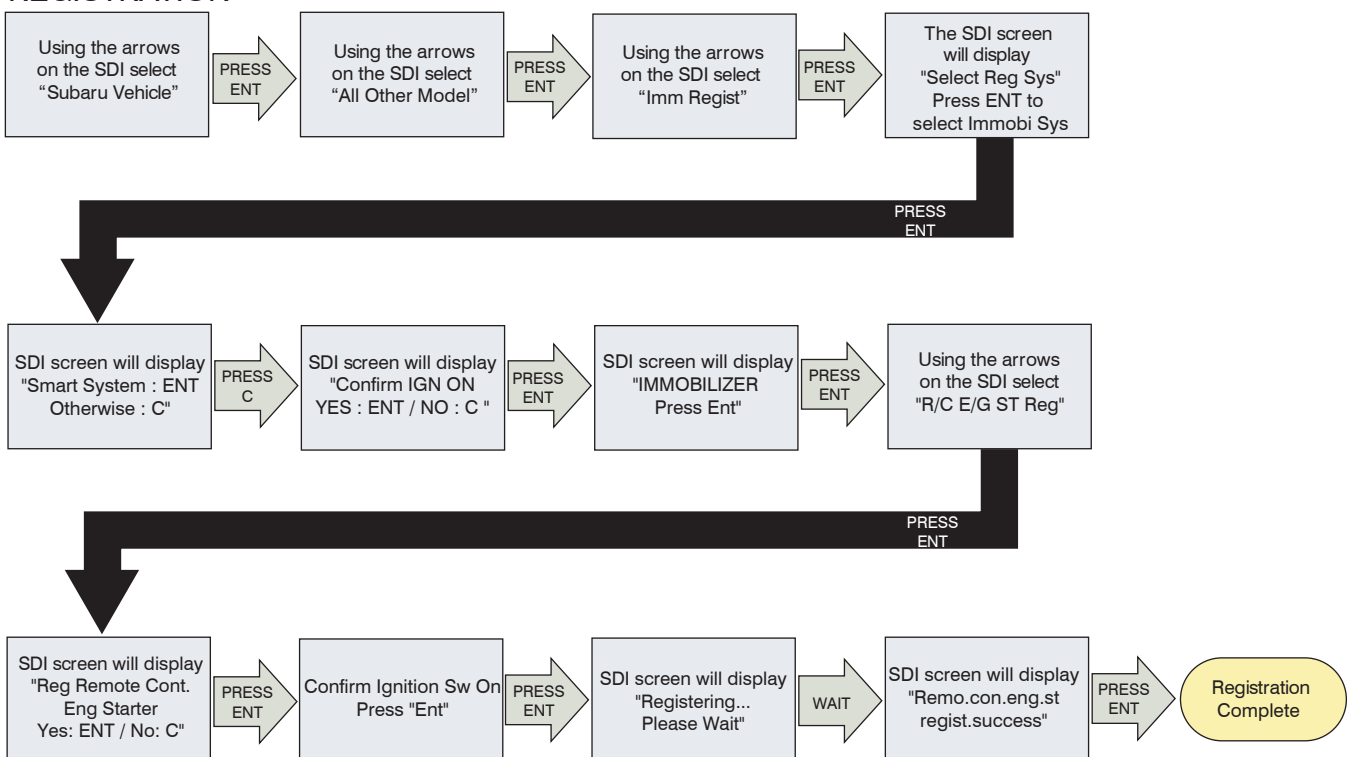 REGISTRATION
Using the arrows
on the SDI select
“Subaru Vehicle”
PRESS
ENT
Using the arrows
on the SDI select
“All Other Model”
PRESS
ENT
Using the arrows
on the SDI select
“Imm Regist”
PRESS
ENT
The SDI screen
will display
"Select Reg Sys"
Press ENT to
select Immobi Sys
PRESS
ENT
SDI screen will display
"Smart System : ENT
Otherwise : C"
PRESS
C
SDI screen will display
"Confirm IGN ON
YES : ENT / NO : C "
PRESS
ENT
SDI screen will display
"IMMOBILIZER
Press Ent"
PRESS
ENT
Using the arrows
on the SDI select
"R/C E/G ST Reg"
PRESS
ENT
SDI screen will display
"Reg Remote Cont.
Eng Starter
Yes: ENT / No: C"
PRESS
ENT
Confirm Ignition Sw On
Press "Ent"
PRESS
ENT
SDI screen will display
"Registering...
Please Wait"
WAIT
SDI screen will display
"Remo.con.eng.st
regist.success"
PRESS
ENT
Registration
Complete